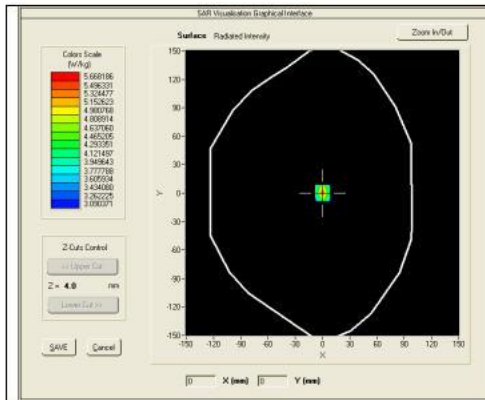 SAR Visualisation Graphical Interface
Surface Radiated Intensity
Zoom In/Out
Colors Scale
(W/kg)
5.668186
5.496331
5.324477
5.152623
4.980768
4.808914
4.637060
4.465205
4.293351
4.121497
3.949643
3.777788
3.605934
3.434080
3.262225
3.090371
Z-Cuts Control
<< Upper Cut
Z = 4.0 mm
Lower Cut >>
SAVE Cancel
150-
120-
90-
60-
30-
0-
-30-
-60-
-90-
-120-
-150-
Y
-150 -120 -90 -60 -30 0 30 60 90 120 150
X
0 X (mm) 0 Y (mm)